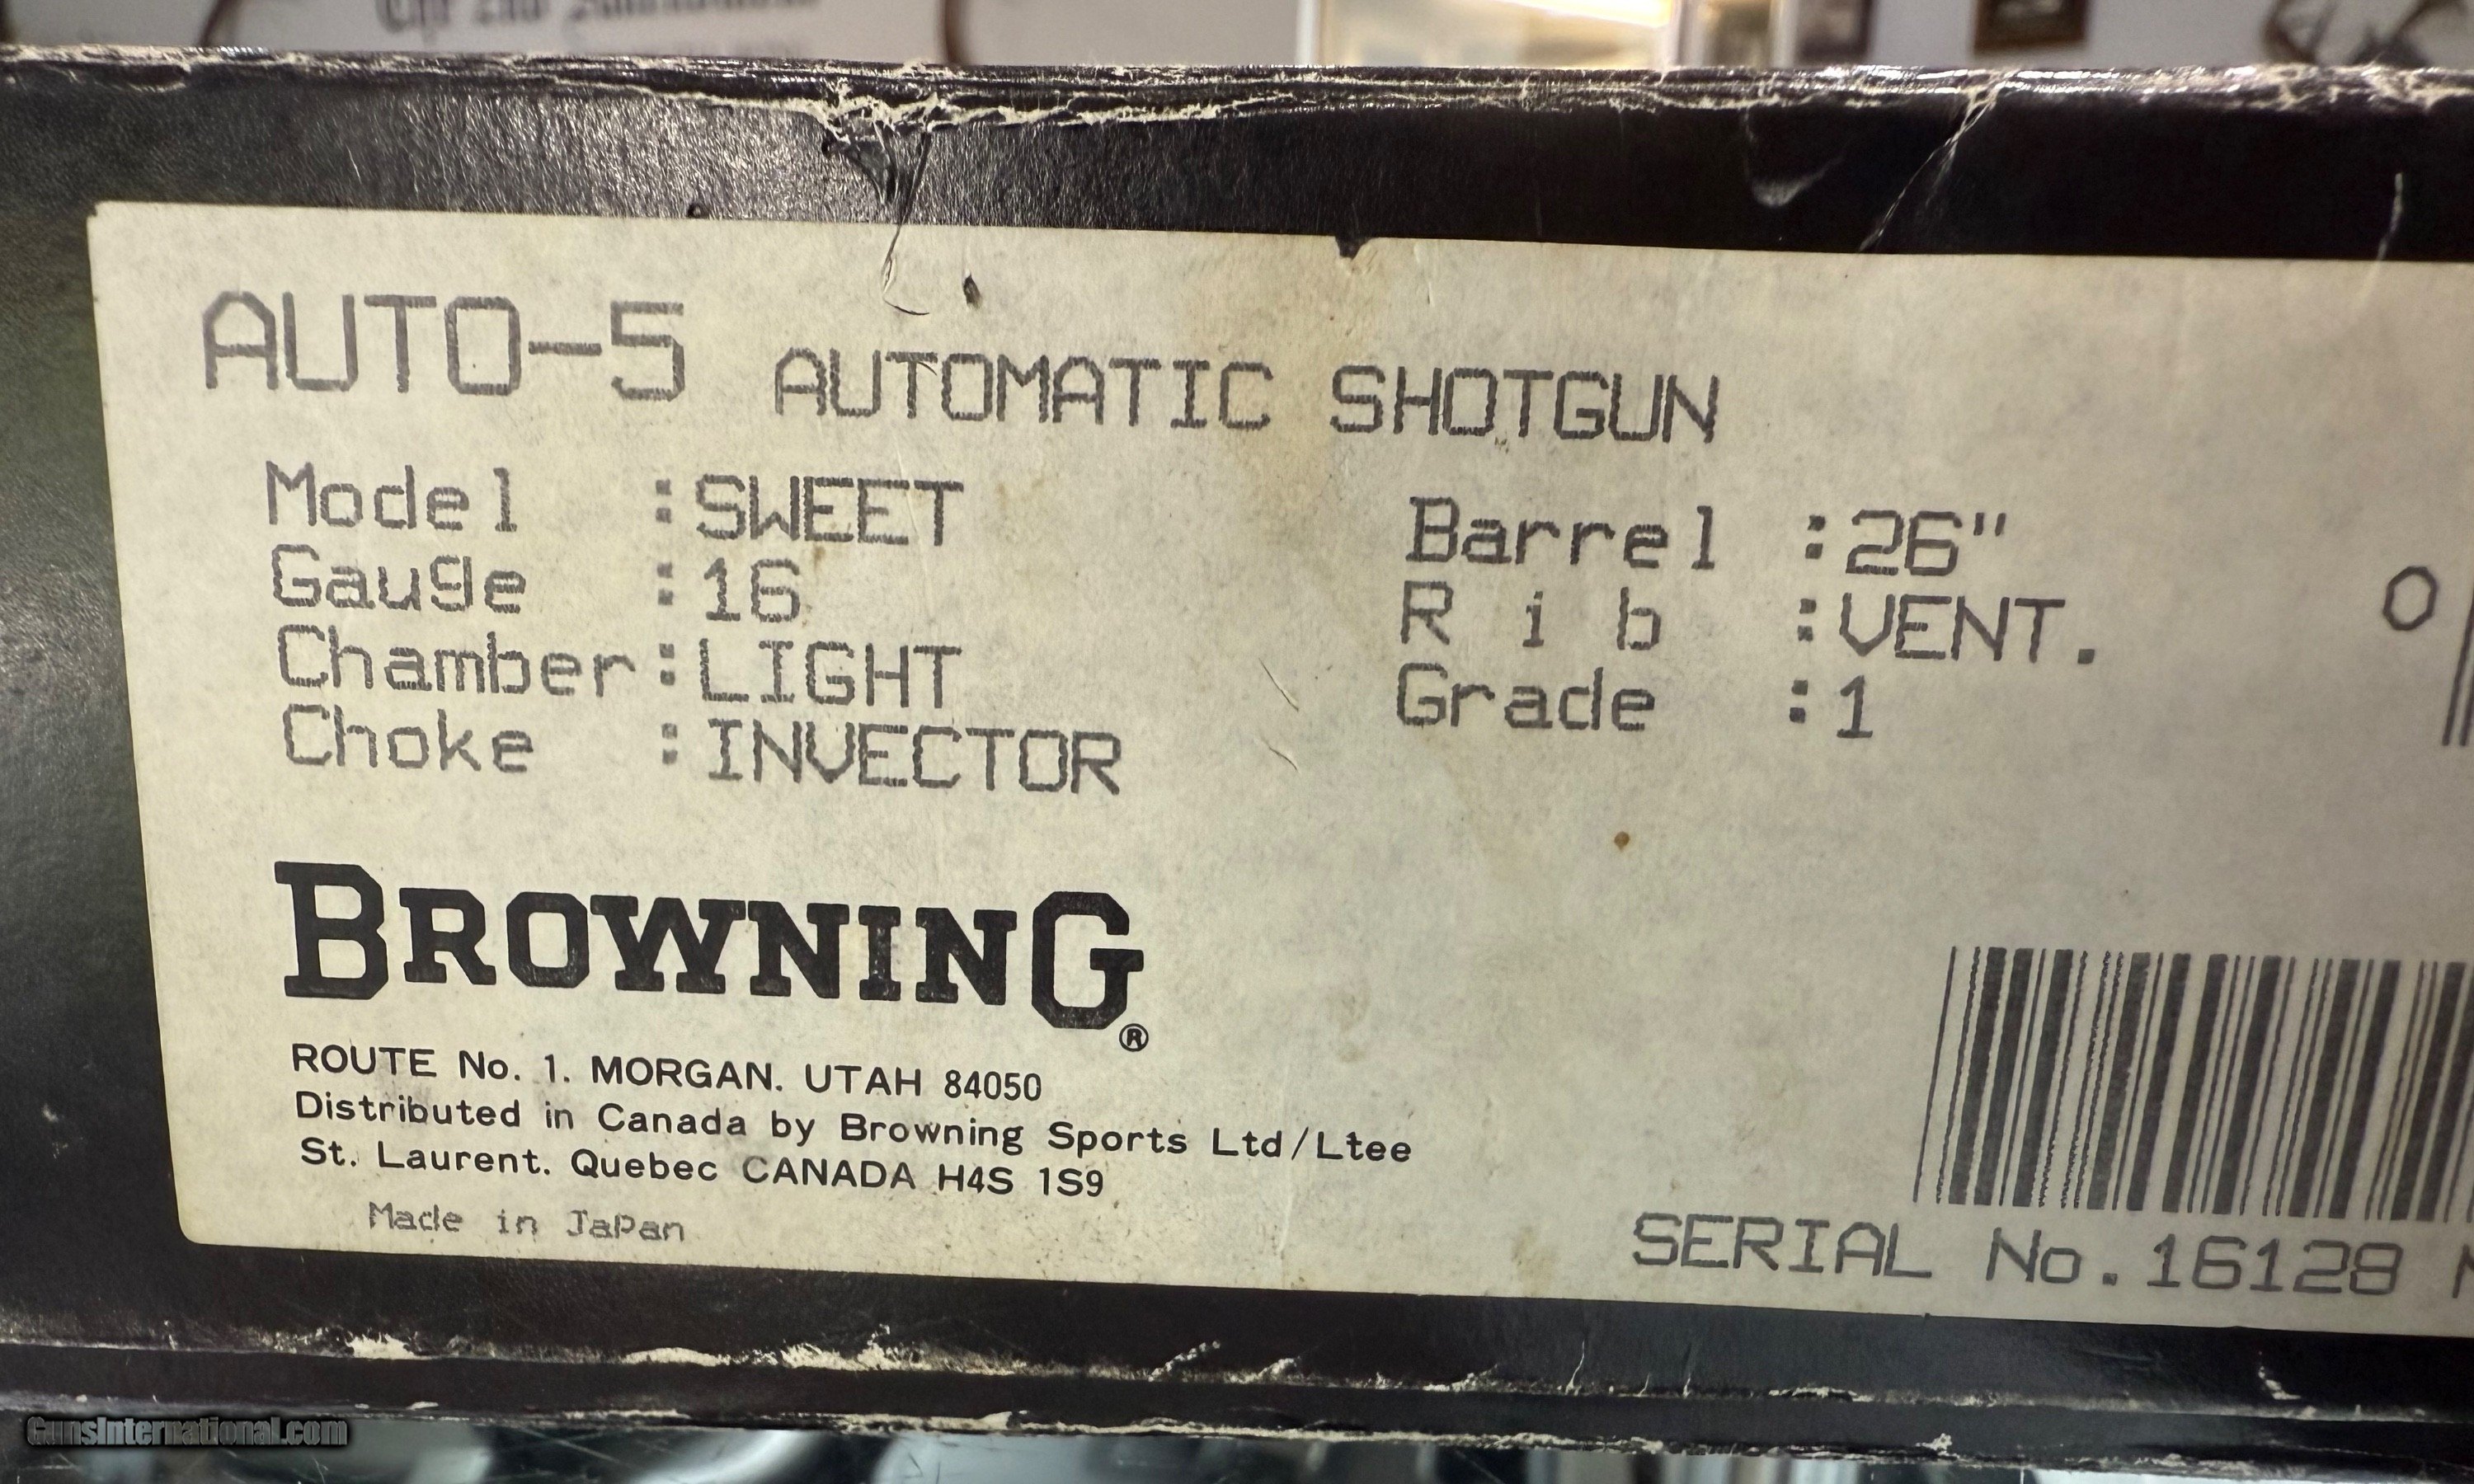 AUTO-5 AUTOMATIC SHOTGUN
Model :SWEET
Gauge :16
Chamber:LIGHT
Choke :INVECTOR
Barrel :26"
Rib :VENT.
Grade :1
0
BROWNING®
ROUTE No. 1. MORGAN. UTAH 84050
Distributed in Canada by Browning Sports Ltd/Ltee
St. Laurent. Quebec CANADA H4S 1S9
Made in Japan
SERIAL No.16128
GunsInternational.com